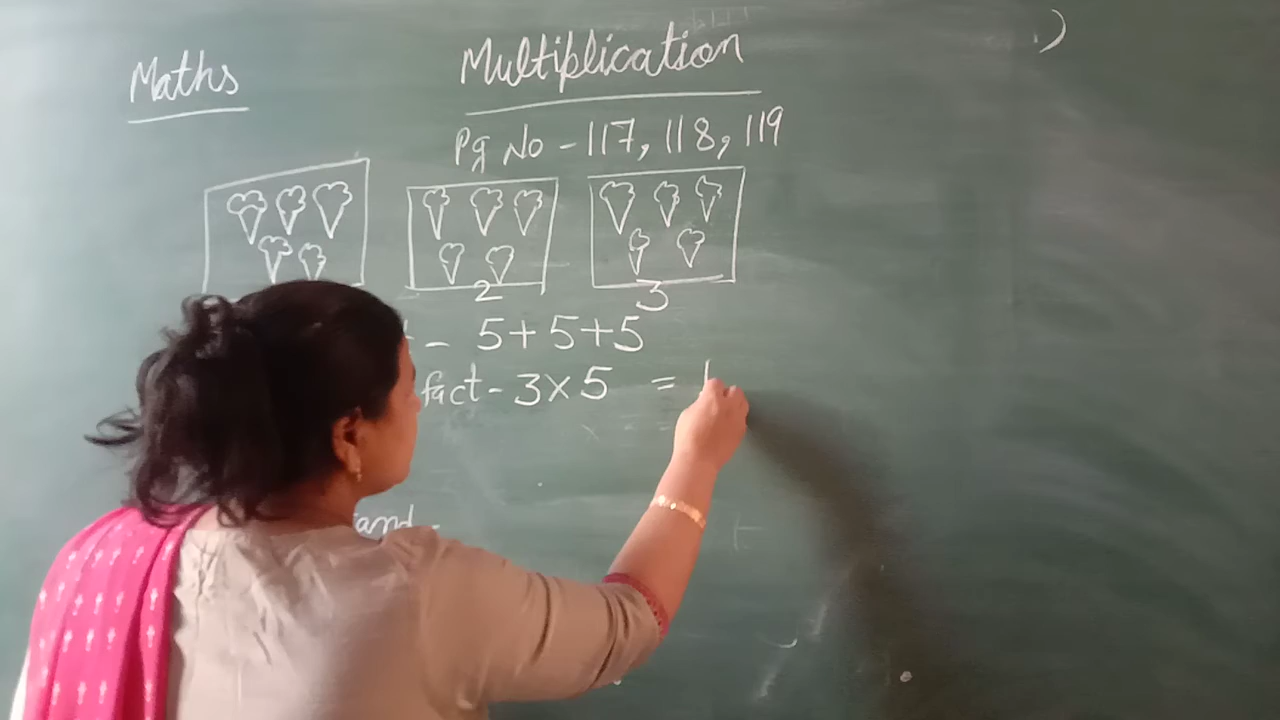 Maths
Multiplication
Pg No - 117, 118, 119
2 3
- 5+5+5
fact - 3×5 =